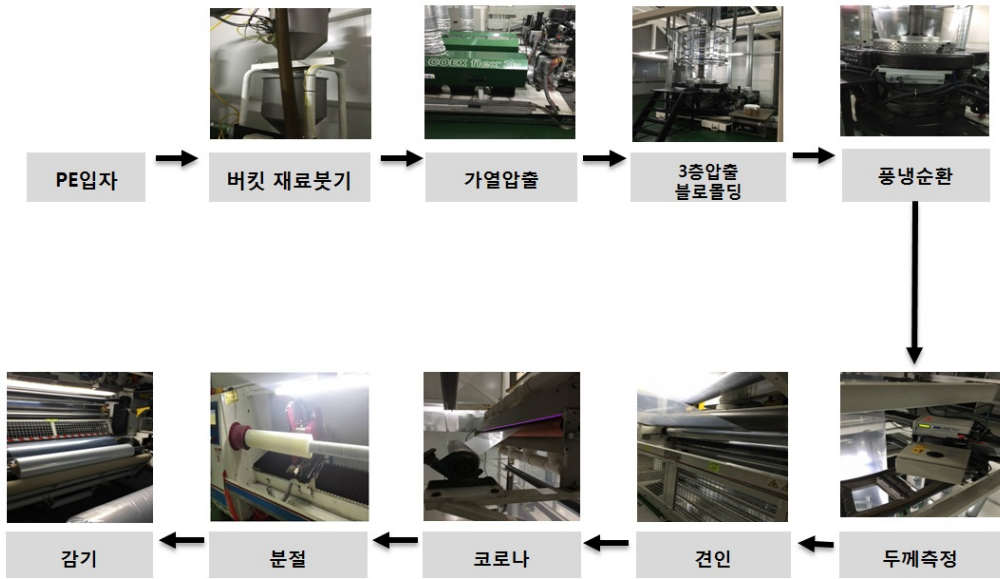 COEX flex
PE입자
버킷 재료붓기
가열압출
3층압출
블로몰딩
풍냉순환
감기
분절
코로나
견인
두께측정